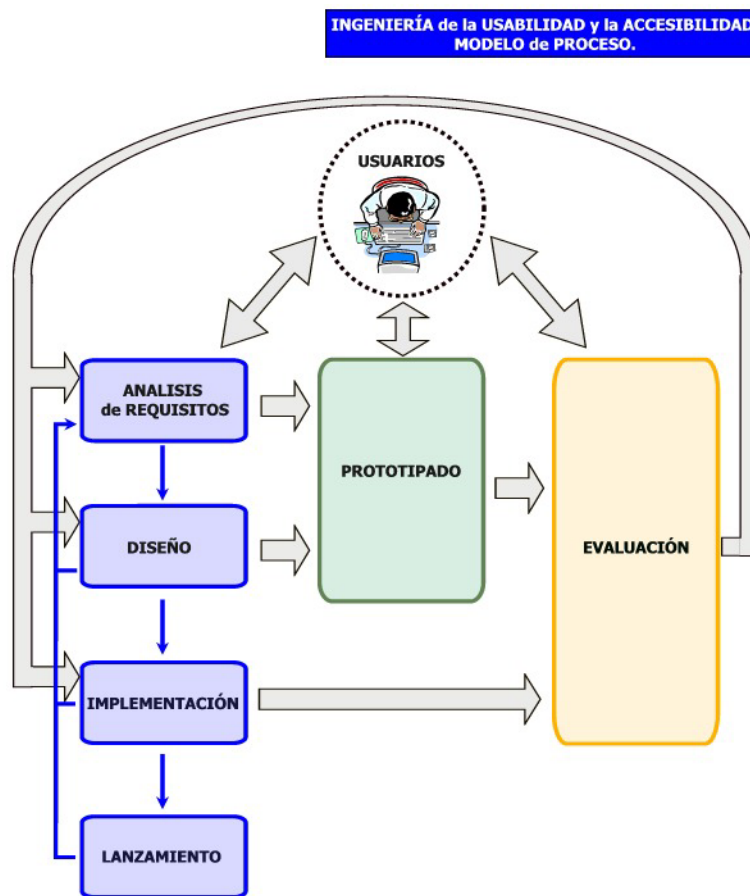 INGENIERÍA de la USABILIDAD y la ACCESIBILIDAD
MODELO de PROCESO.
USUARIOS
ANALISIS
de REQUISITOS
PROTOTIPADO
DISEÑO
EVALUACIÓN
IMPLEMENTACIÓN
LANZAMIENTO